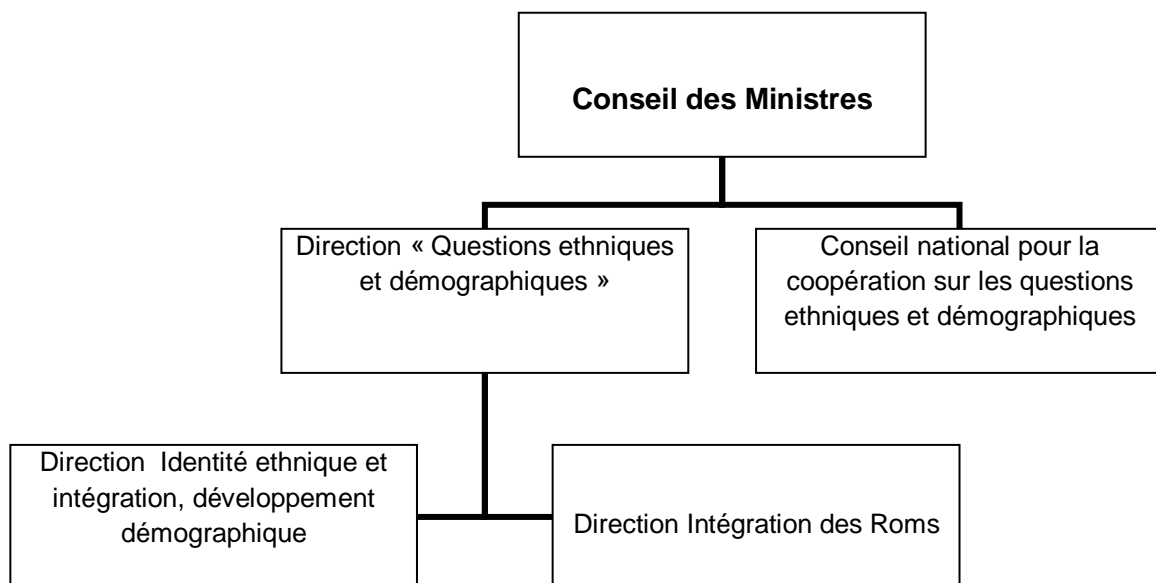 Conseil des Ministres
Direction « Questions ethniques
et démographiques »
Conseil national pour la
coopération sur les questions
ethniques et démographiques
Direction Identité ethnique et
intégration, développement
démographique
Direction Intégration des Roms